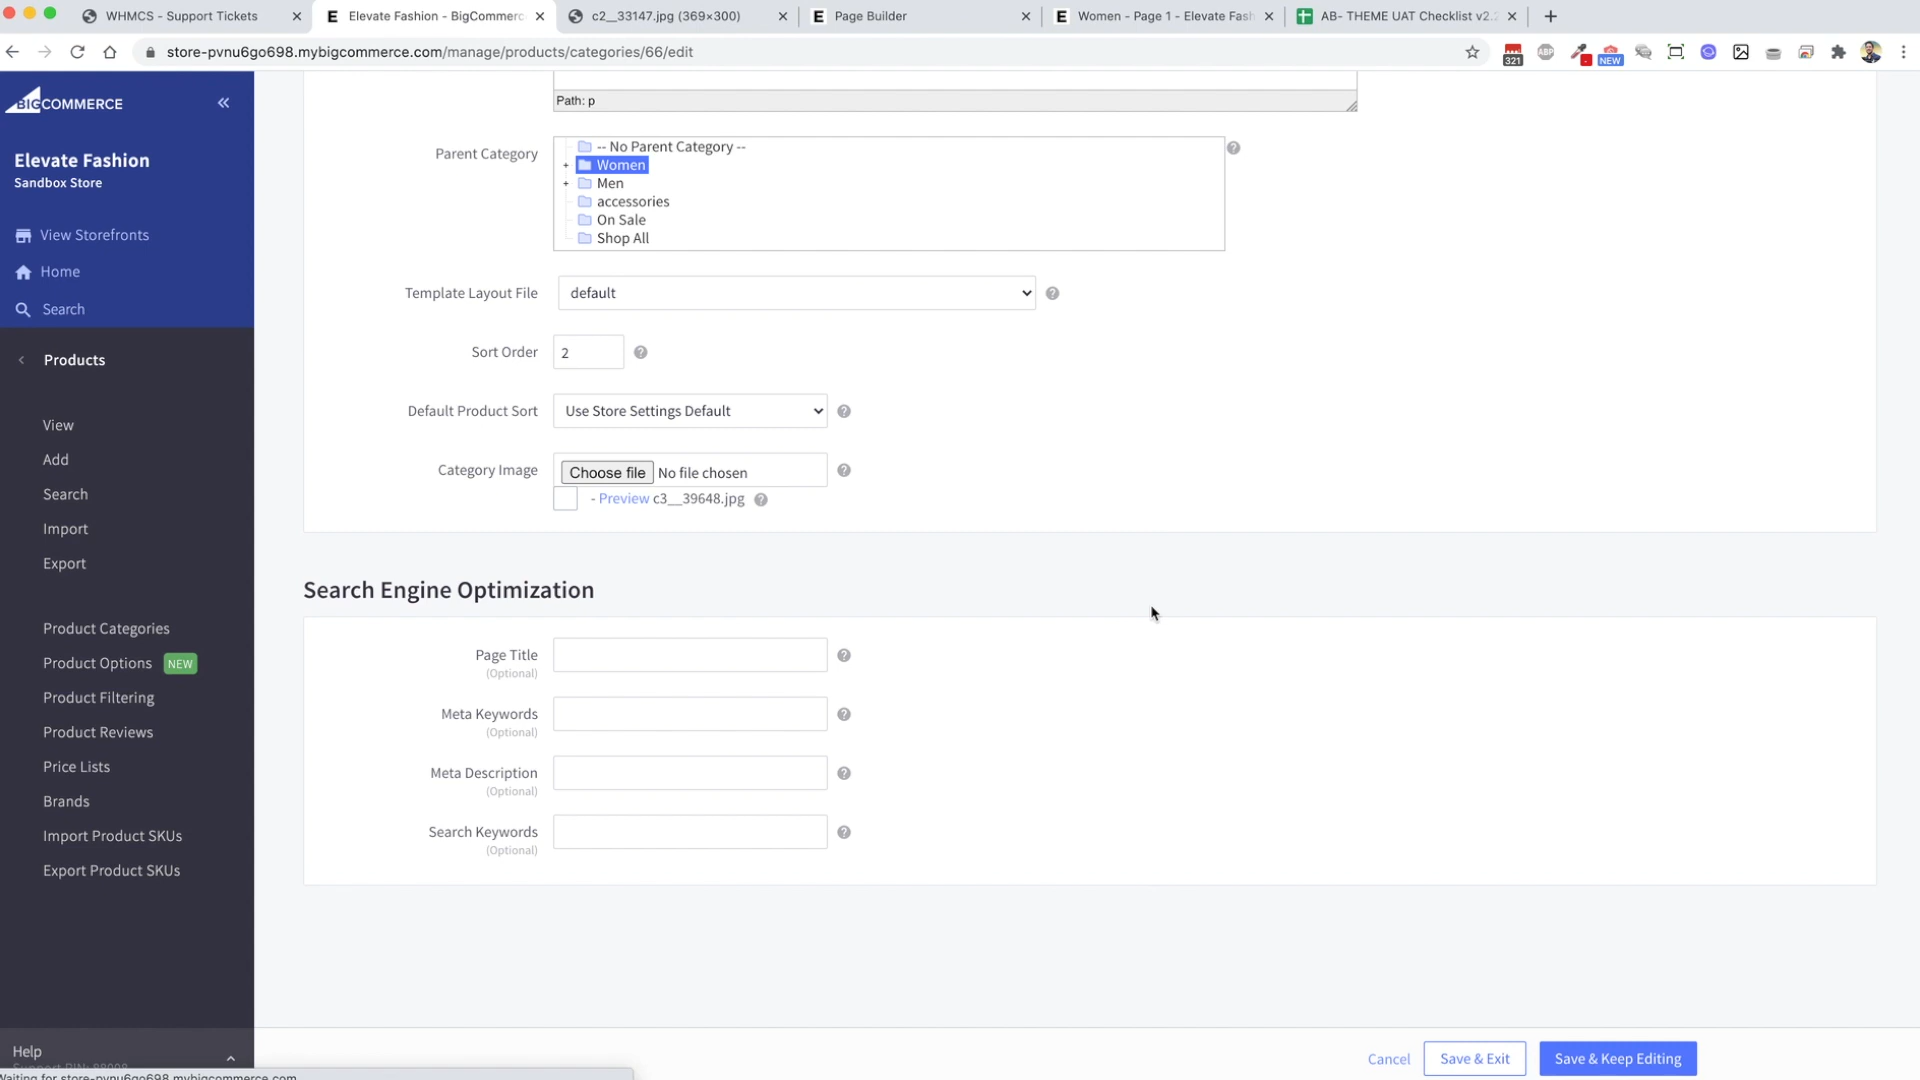 WHMCS - Support Tickets
Elevate Fashion - BigCommerc
c2__33147.jpg (369×300)
Page Builder
Women - Page 1 - Elevate Fash
AB- THEME UAT Checklist v2.
store-pvnu6go698.mybigcommerce.com/manage/products/categories/66/edit
321
ABP
NEW
BIGCOMMERCE
Elevate Fashion
Sandbox Store
View Storefronts
Home
Search
Products
View
Add
Search
Import
Export
Product Categories
Product Options NEW
Product Filtering
Product Reviews
Price Lists
Brands
Import Product SKUs
Export Product SKUs
Help
Waiting for store-pvnu6go698.mybigcommerce.com
Path: p
Parent Category
-- No Parent Category --
+ Women
+ Men
accessories
On Sale
Shop All
Template Layout File default
Sort Order 2
Default Product Sort Use Store Settings Default
Category Image Choose file No file chosen
- Preview c3__39648.jpg
Search Engine Optimization
Page Title
(Optional)
Meta Keywords
(Optional)
Meta Description
(Optional)
Search Keywords
(Optional)
Cancel Save & Exit Save & Keep Editing